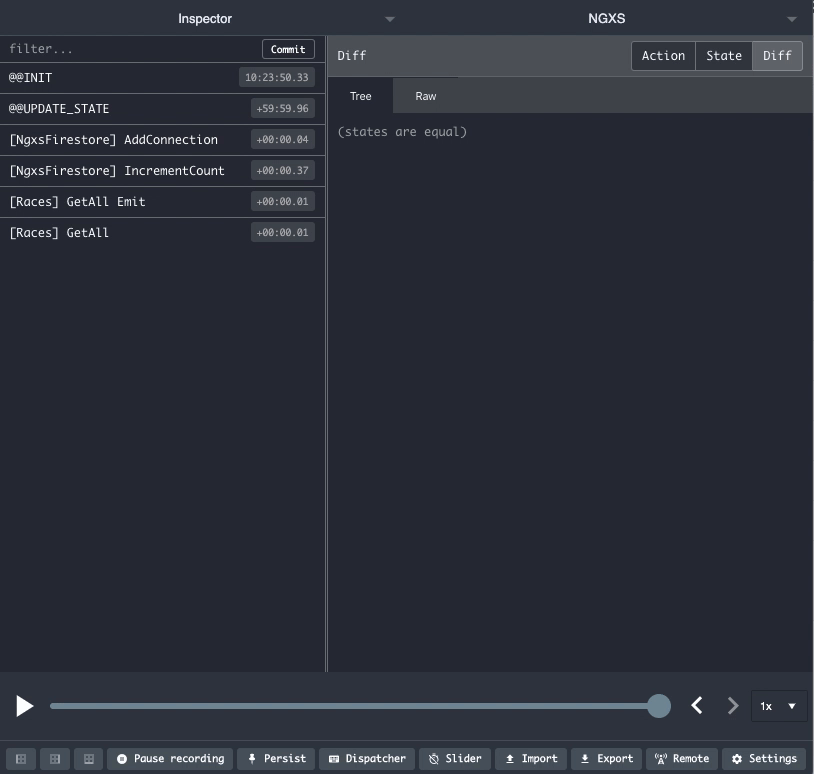 Inspector
NGXS
filter...
Commit
Diff
Action
State
Diff
@@INIT
10:23:50.33
Tree
Raw
@@UPDATE_STATE
+59:59.96
(states are equal)
[NgxsFirestore] AddConnection
+00:00.04
[NgxsFirestore] IncrementCount
+00:00.37
[Races] GetAll Emit
+00:00.01
[Races] GetAll
+00:00.01
1x
Pause recording
Persist
Dispatcher
Slider
Import
Export
Remote
Settings